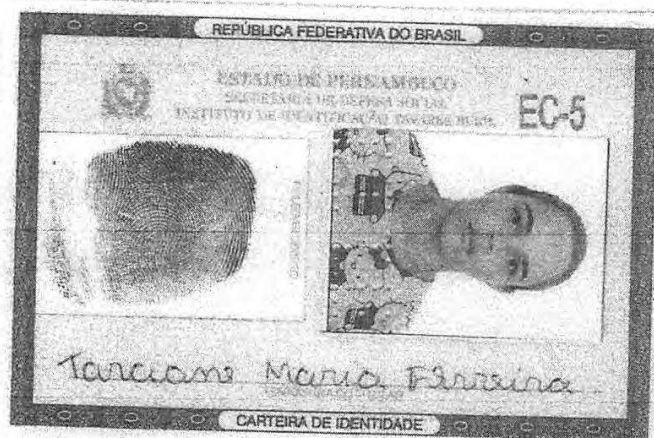 REPÚBLICA FEDERATIVA DO BRASIL
ESTADO DE PERNAMBUCO
SECRETARIA DE DEFESA SOCIAL
INSTITUTO DE IDENTIFICAÇÃO TAVARES BURIL
EC-5
Tarciane Maria Ferreira
CARTEIRA DE IDENTIDADE